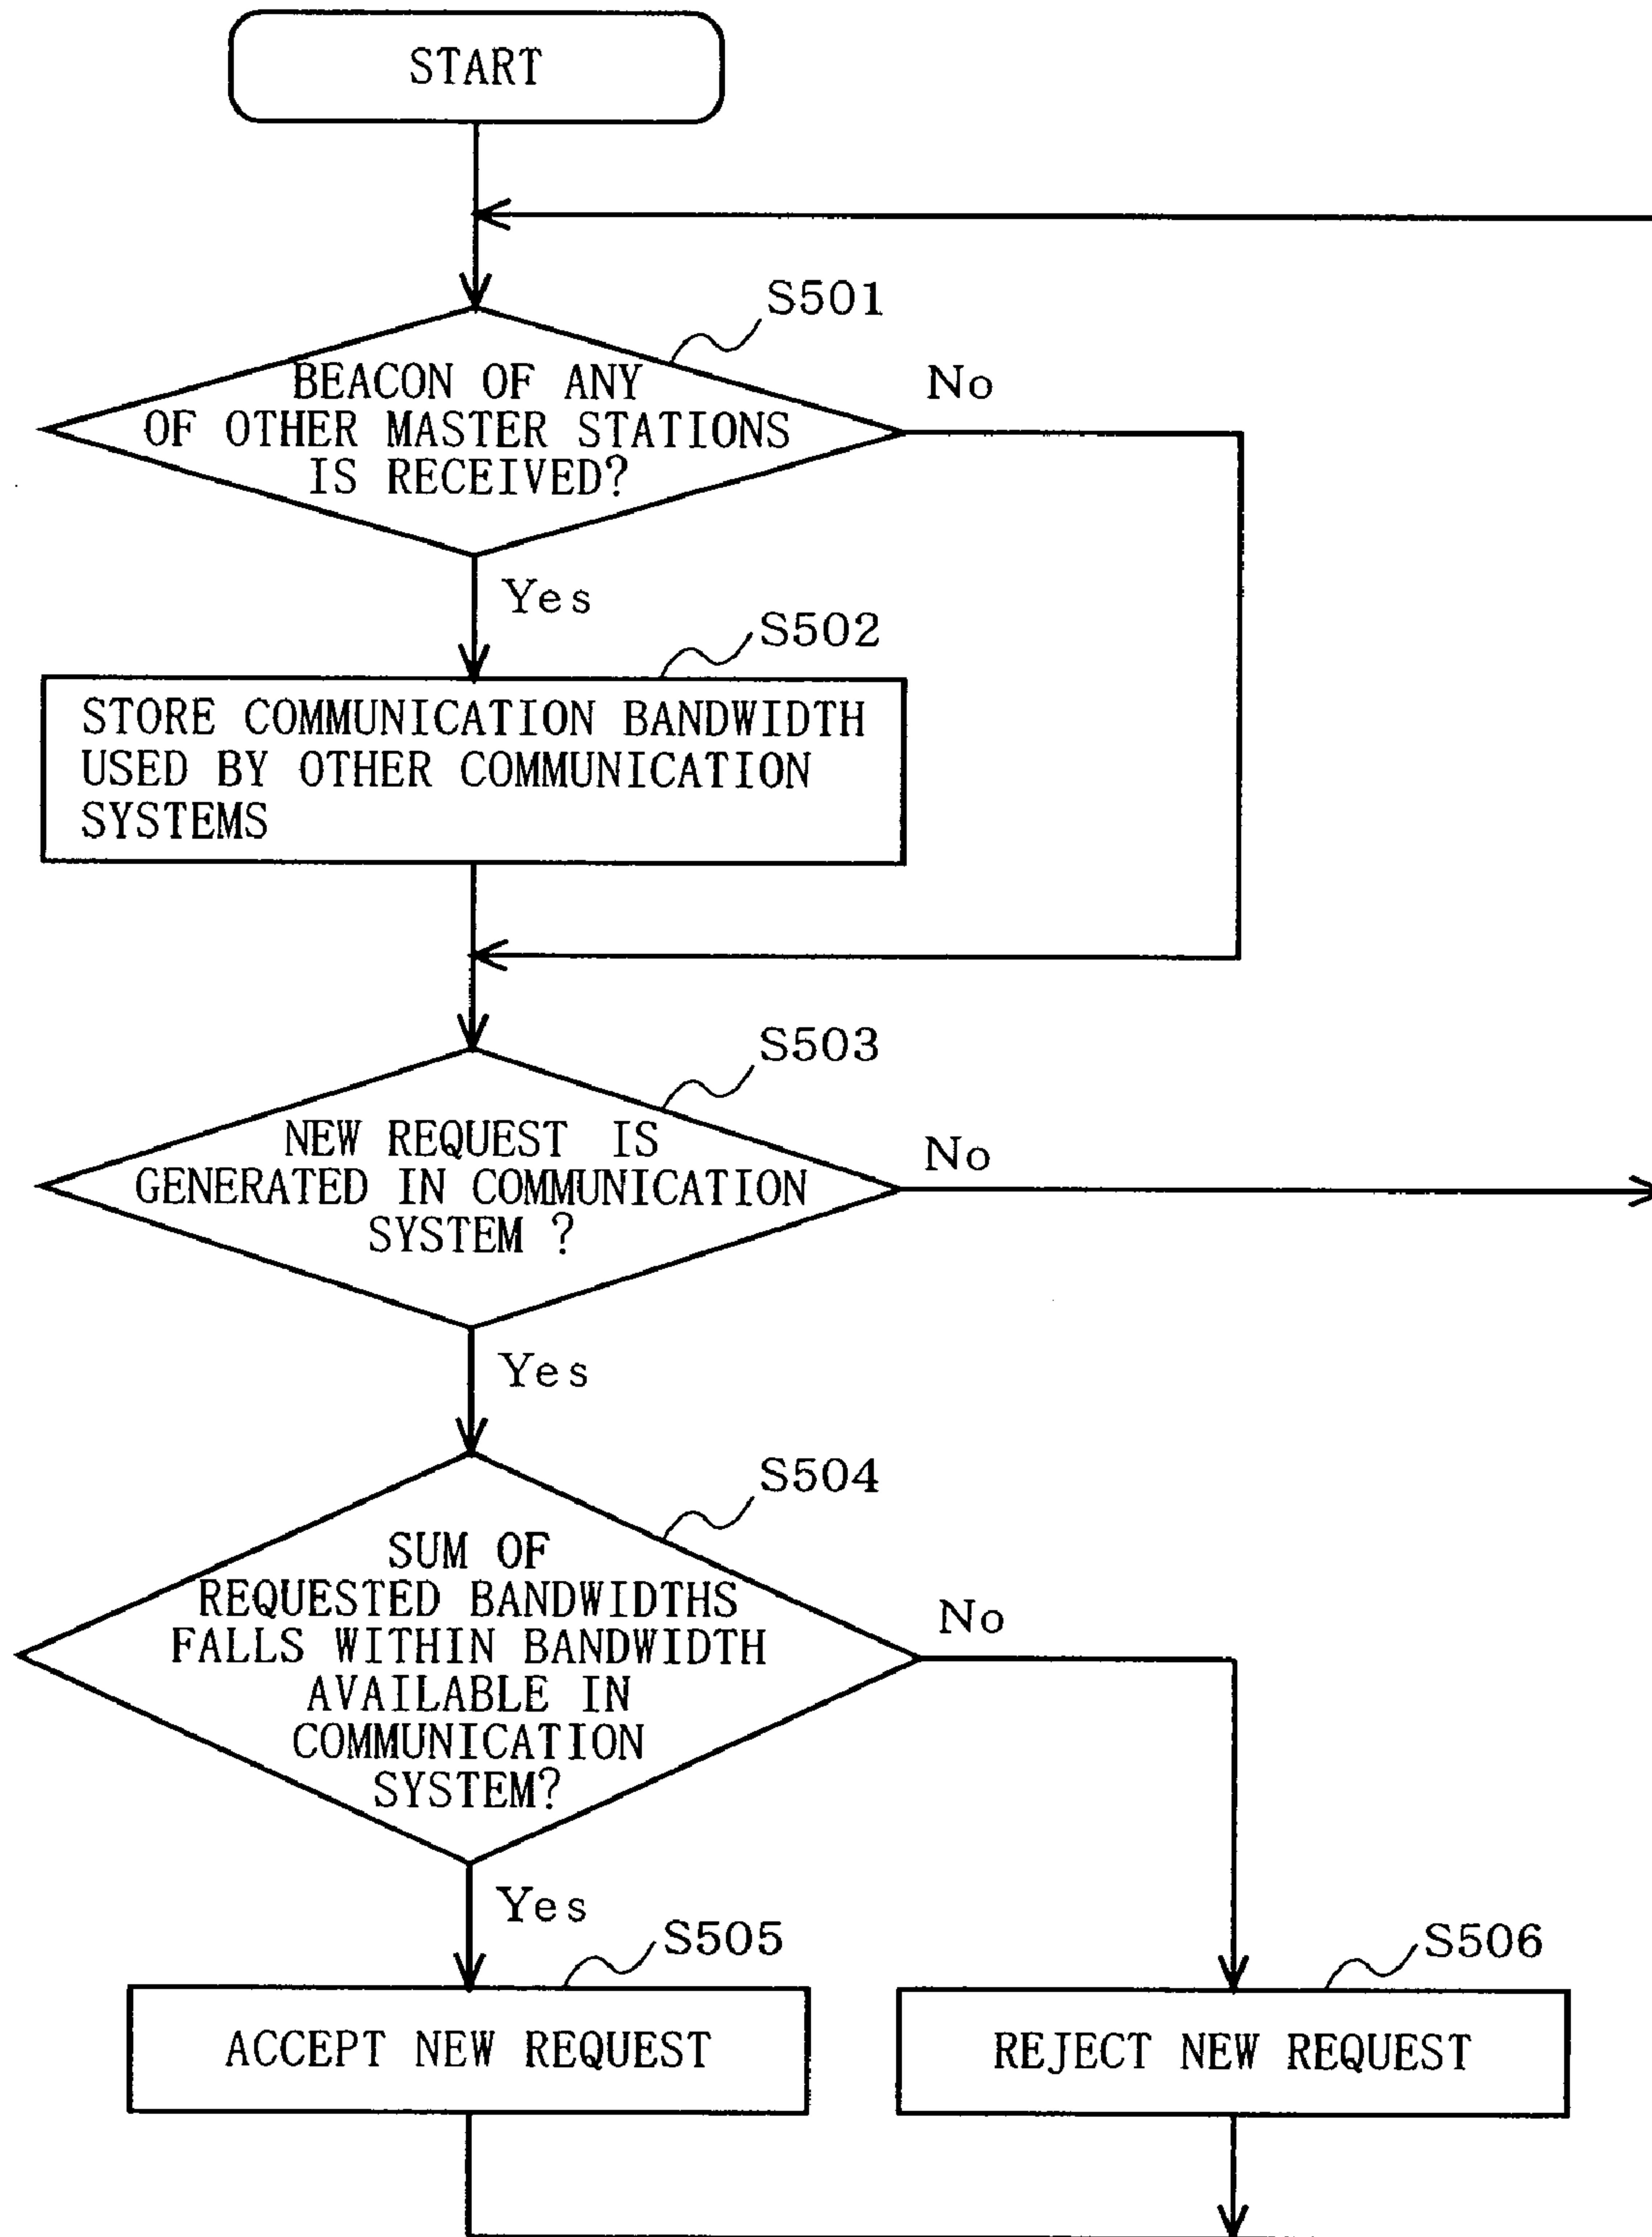 START
S501
BEACON OF ANY
OF OTHER MASTER STATIONS
IS RECEIVED?
No
Yes
S502
STORE COMMUNICATION BANDWIDTH
USED BY OTHER COMMUNICATION
SYSTEMS
S503
NEW REQUEST IS
GENERATED IN COMMUNICATION
SYSTEM ?
No
Yes
S504
SUM OF
REQUESTED BANDWIDTHS
FALLS WITHIN BANDWIDTH
AVAILABLE IN
COMMUNICATION
SYSTEM?
No
Yes
S505
ACCEPT NEW REQUEST
S506
REJECT NEW REQUEST